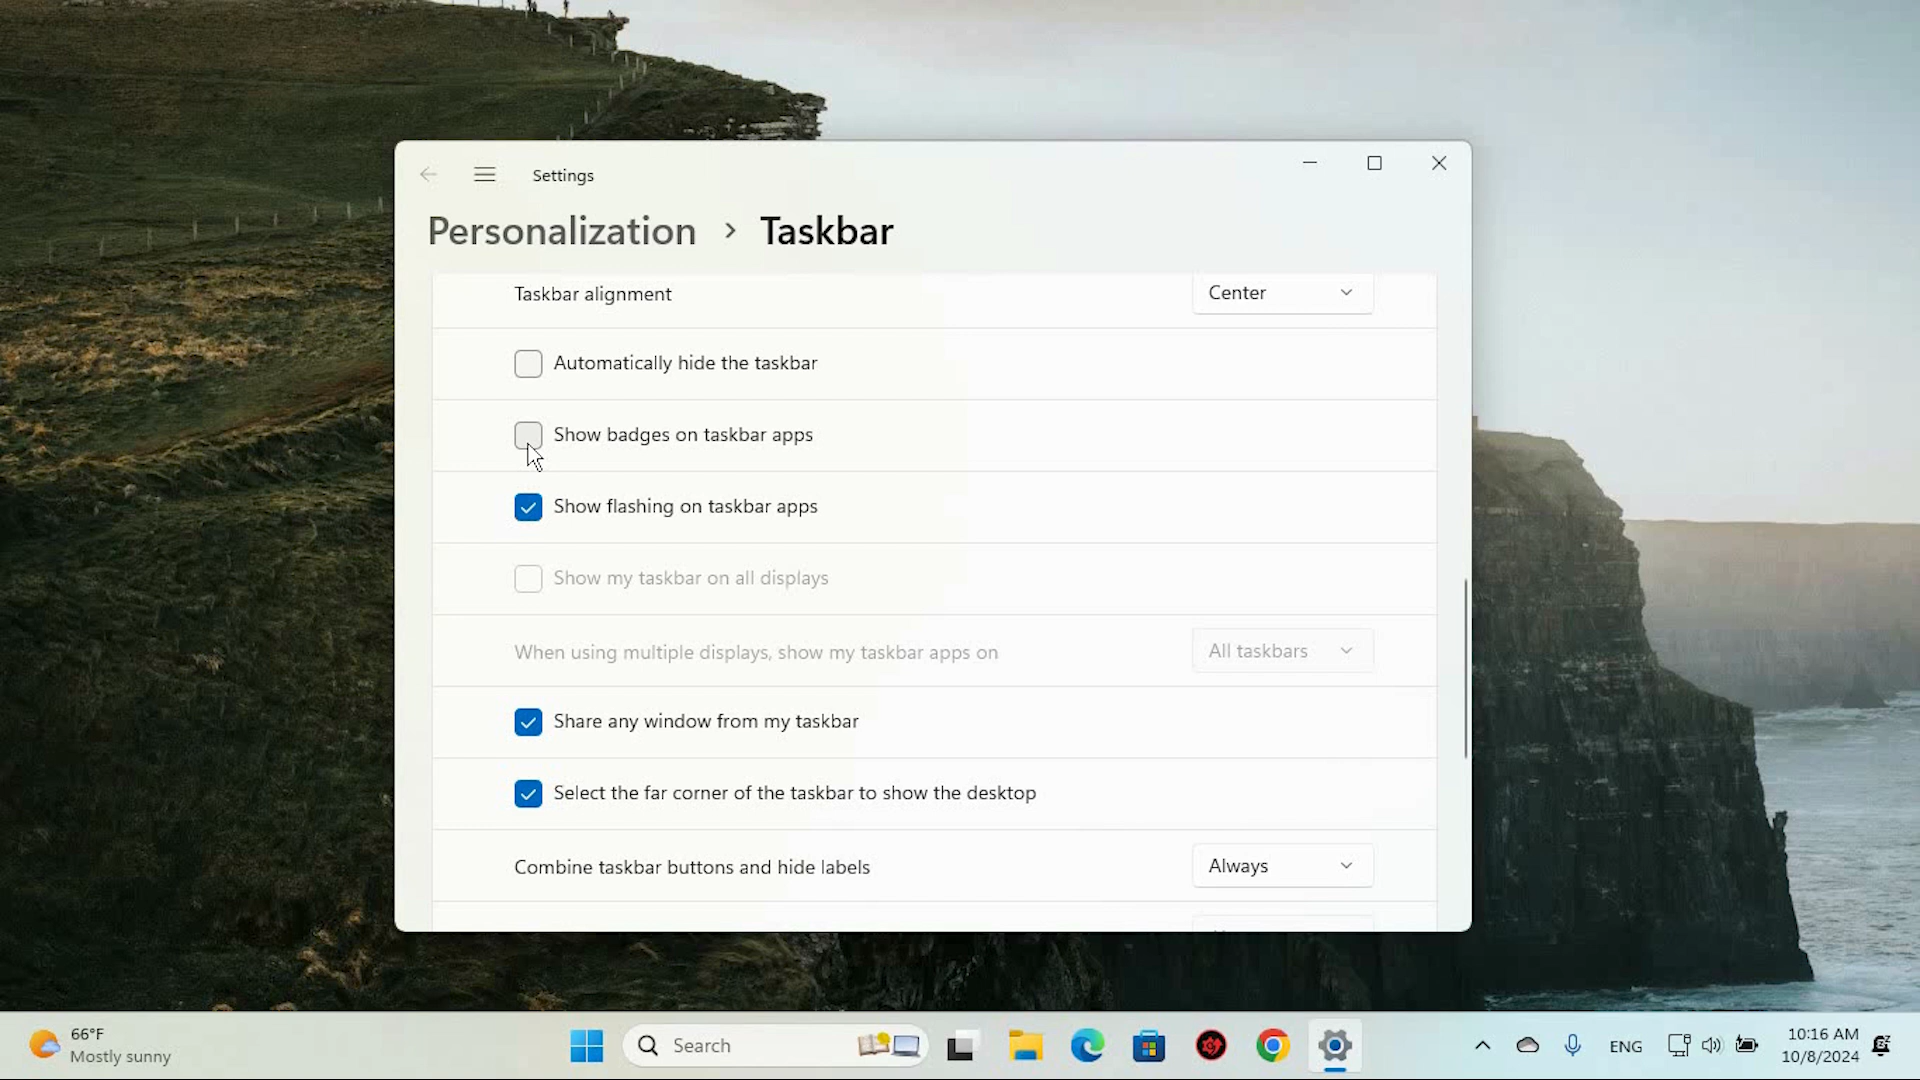 Settings
Personalization > Taskbar
Taskbar alignment
Center
Automatically hide the taskbar
Show badges on taskbar apps
Show flashing on taskbar apps
Show my taskbar on all displays
When using multiple displays, show my taskbar apps on
All taskbars
Share any window from my taskbar
Select the far corner of the taskbar to show the desktop
Combine taskbar buttons and hide labels
Always
66°F
Mostly sunny
Search
ENG
10:16 AM
10/8/2024